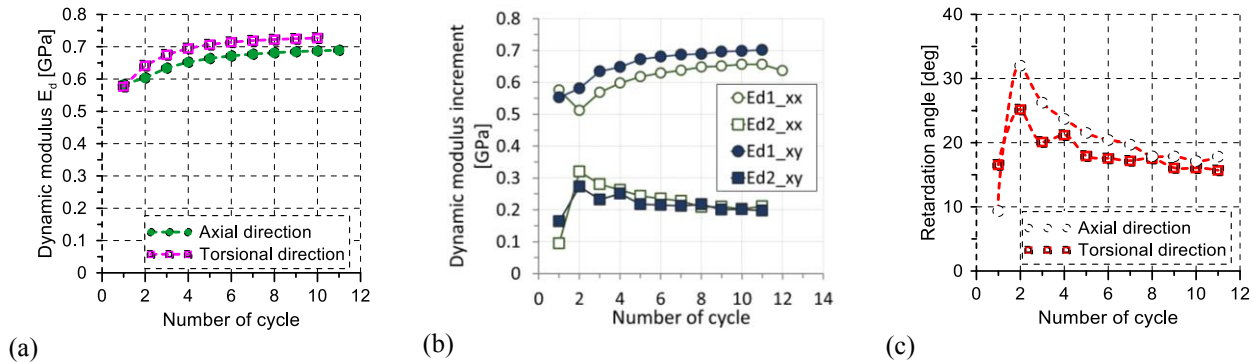 Dynamic modulus E_d [GPa]
0.8
0.7
0.6
0.5
0.4
0.3
0.2
0.1
0
Axial direction
Torsional direction
0 2 4 6 8 10 12
Number of cycle
(a)
Dynamic modulus increment
[GPa]
0.8
0.7
0.6
0.5
0.4
0.3
0.2
0.1
0
Ed1_xx
Ed2_xx
Ed1_xy
Ed2_xy
0 2 4 6 8 10 12 14
Number of cycle
(b)
Retardation angle [deg]
40
30
20
10
0
Axial direction
Torsional direction
0 2 4 6 8 10 12
Number of cycle
(c)